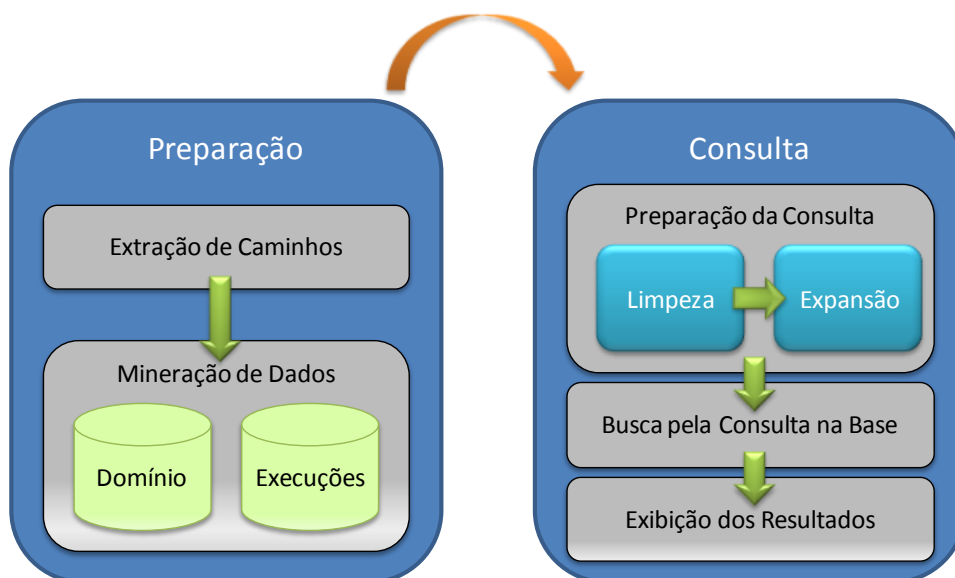 Preparação
Extração de Caminhos
Mineração de Dados
Domínio
Execuções
Consulta
Preparação da Consulta
Limpeza
Expansão
Busca pela Consulta na Base
Exibição dos Resultados